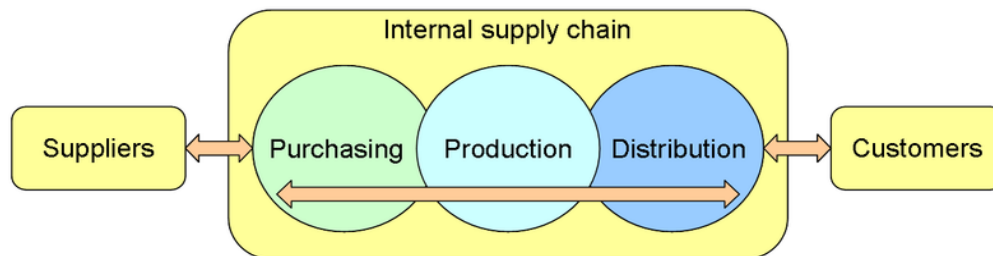 Internal supply chain
Suppliers
Purchasing
Production
Distribution
Customers